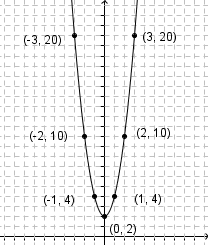 (-3, 20) (3, 20)
(-2, 10) (2, 10)
(-1, 4) (1, 4)
(0, 2)